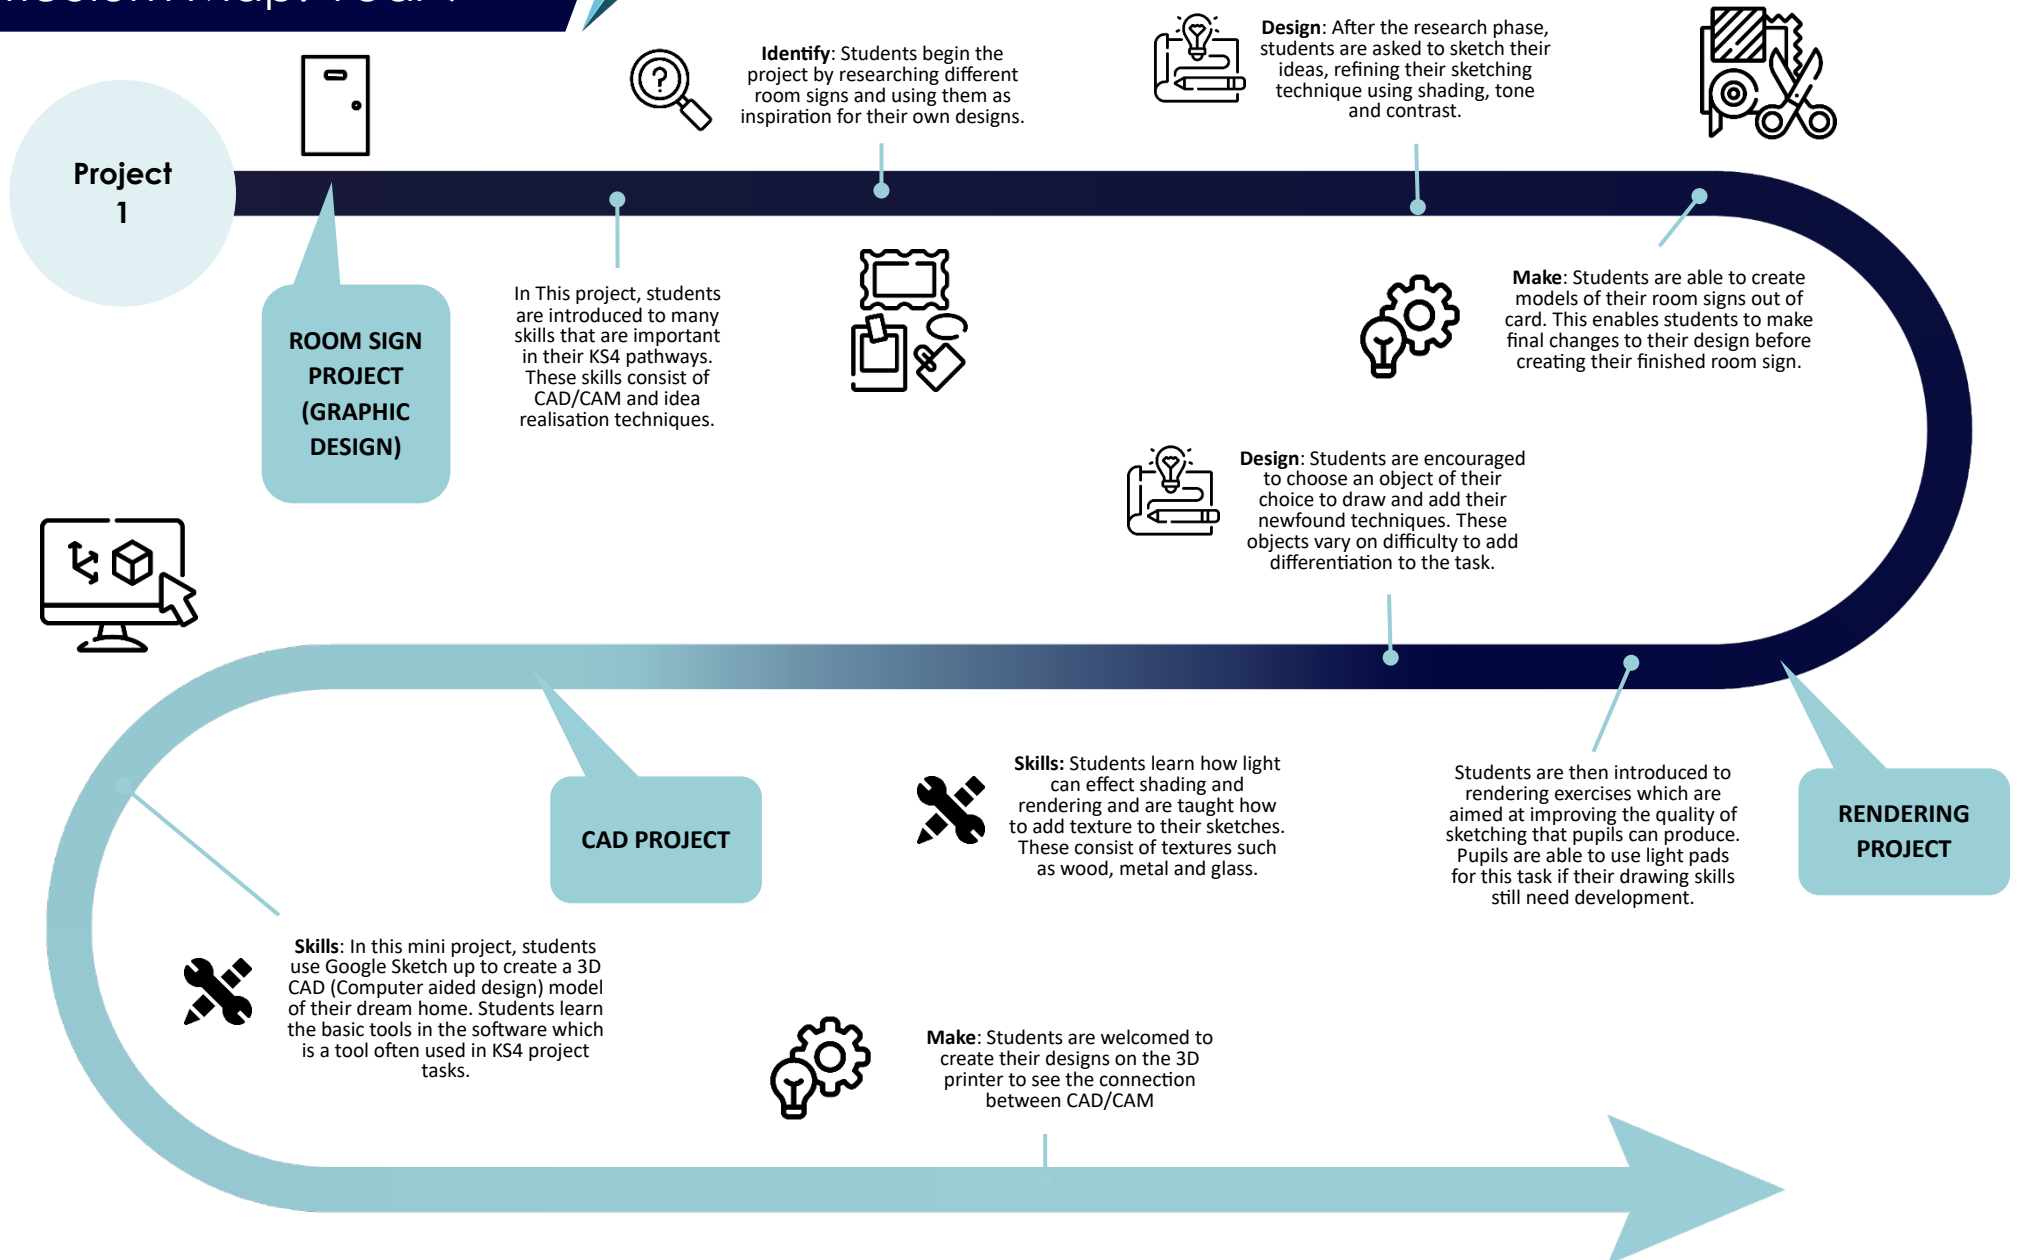 Map: Year
Project
1
Identify: Students begin the
project by researching different
room signs and using them as
inspiration for their own designs.
Design: After the research phase,
students are asked to sketch their
ideas, refining their sketching
technique using shading, tone
and contrast.
ROOM SIGN
PROJECT
(GRAPHIC
DESIGN)
In This project, students
are introduced to many
skills that are important
in their KS4 pathways.
These skills consist of
CAD/CAM and idea
realisation techniques.
Make: Students are able to create
models of their room signs out of
card. This enables students to make
final changes to their design before
creating their finished room sign.
Design: Students are encouraged
to choose an object of their
choice to draw and add their
newfound techniques. These
objects vary on difficulty to add
differentiation to the task.
RENDERING
PROJECT
Students are then introduced to
rendering exercises which are
aimed at improving the quality of
sketching that pupils can produce.
Pupils are able to use light pads
for this task if their drawing skills
still need development.
Skills: Students learn how light
can effect shading and
rendering and are taught how
to add texture to their sketches.
These consist of textures such
as wood, metal and glass.
CAD PROJECT
Skills: In this mini project, students
use Google Sketch up to create a 3D
CAD (Computer aided design) model
of their dream home. Students learn
the basic tools in the software which
is a tool often used in KS4 project
tasks.
Make: Students are welcomed to
create their designs on the 3D
printer to see the connection
between CAD/CAM